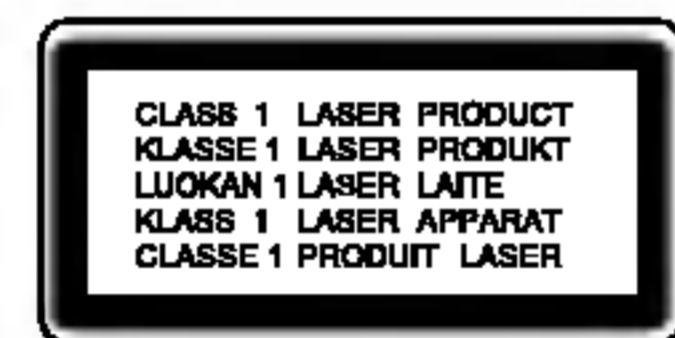 CLASS 1 LASER PRODUCT
KLASSE 1 LASER PRODUKT
LUOKAN 1 LASER LAITE
KLASS 1 LASER APPARAT
CLASSE 1 PRODUIT LASER